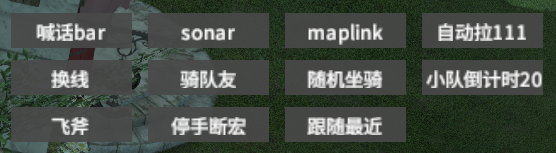 喊话bar sonar maplink 自动拉111
换线 骑队友 随机坐骑 小队倒计时20
飞斧 停手断宏 跟随最近